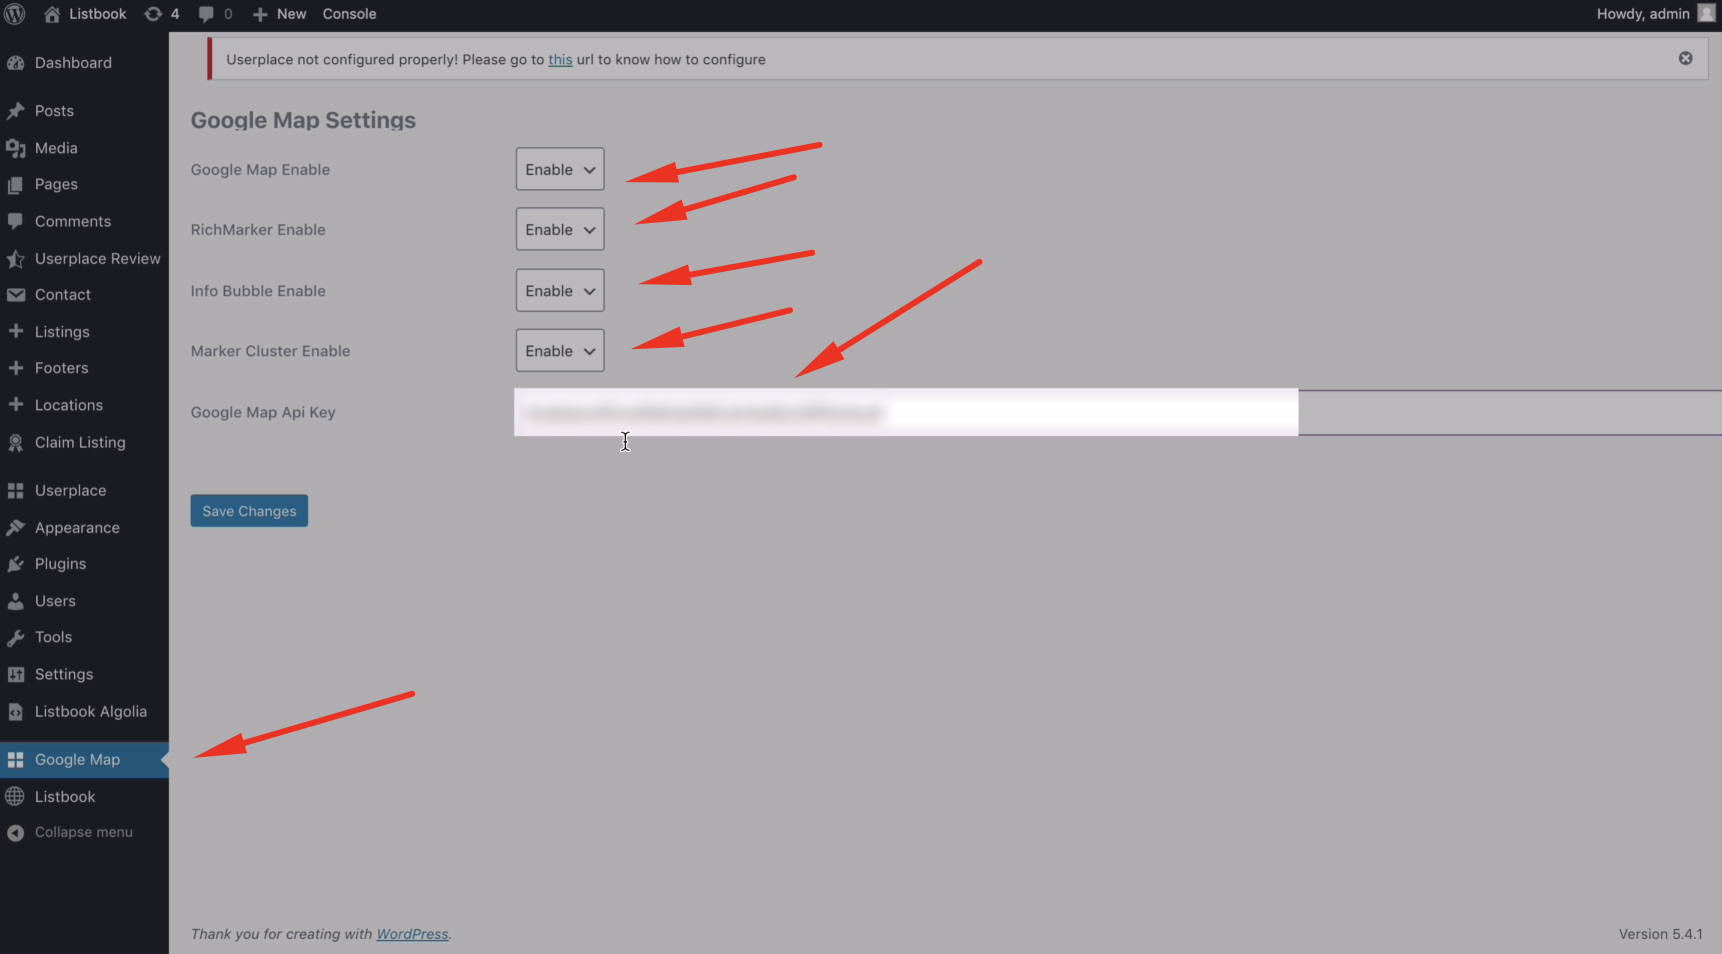 Listbook 4 0 New Console Howdy, admin
Userplace not configured properly! Please go to this url to know how to configure
Dashboard
Posts
Media
Pages
Comments
Userplace Review
Contact
Listings
Footers
Locations
Claim Listing
Userplace
Appearance
Plugins
Users
Tools
Settings
Listbook Algolia
Google Map
Listbook
Collapse menu
Google Map Settings
Google Map Enable Enable
RichMarker Enable Enable
Info Bubble Enable Enable
Marker Cluster Enable Enable
Google Map Api Key
Save Changes
Thank you for creating with WordPress.
Version 5.4.1